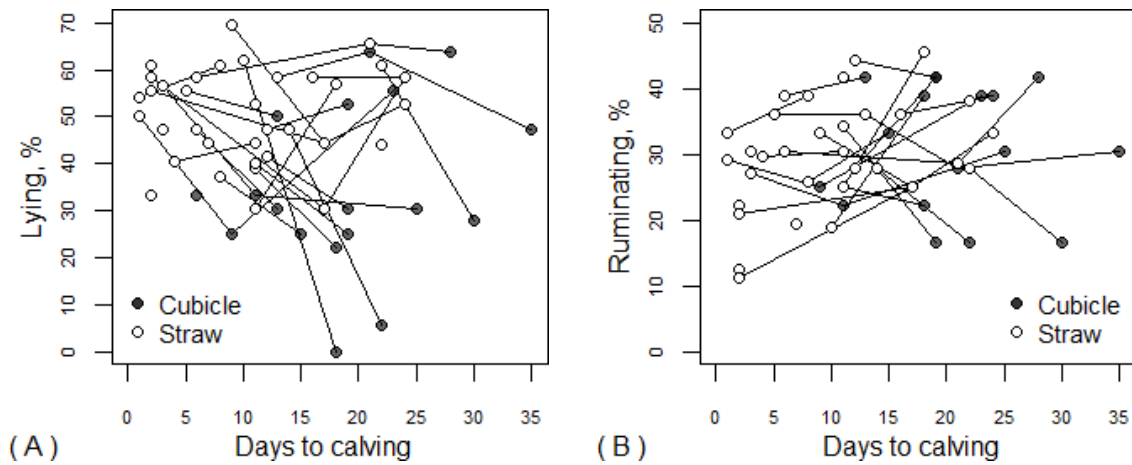 Lying, %
70
60
50
40
30
20
10
0
Cubicle
Straw
0 5 10 15 20 25 30 35
( A ) Days to calving
Ruminating, %
50
40
30
20
10
0
Cubicle
Straw
0 5 10 15 20 25 30 35
( B ) Days to calving